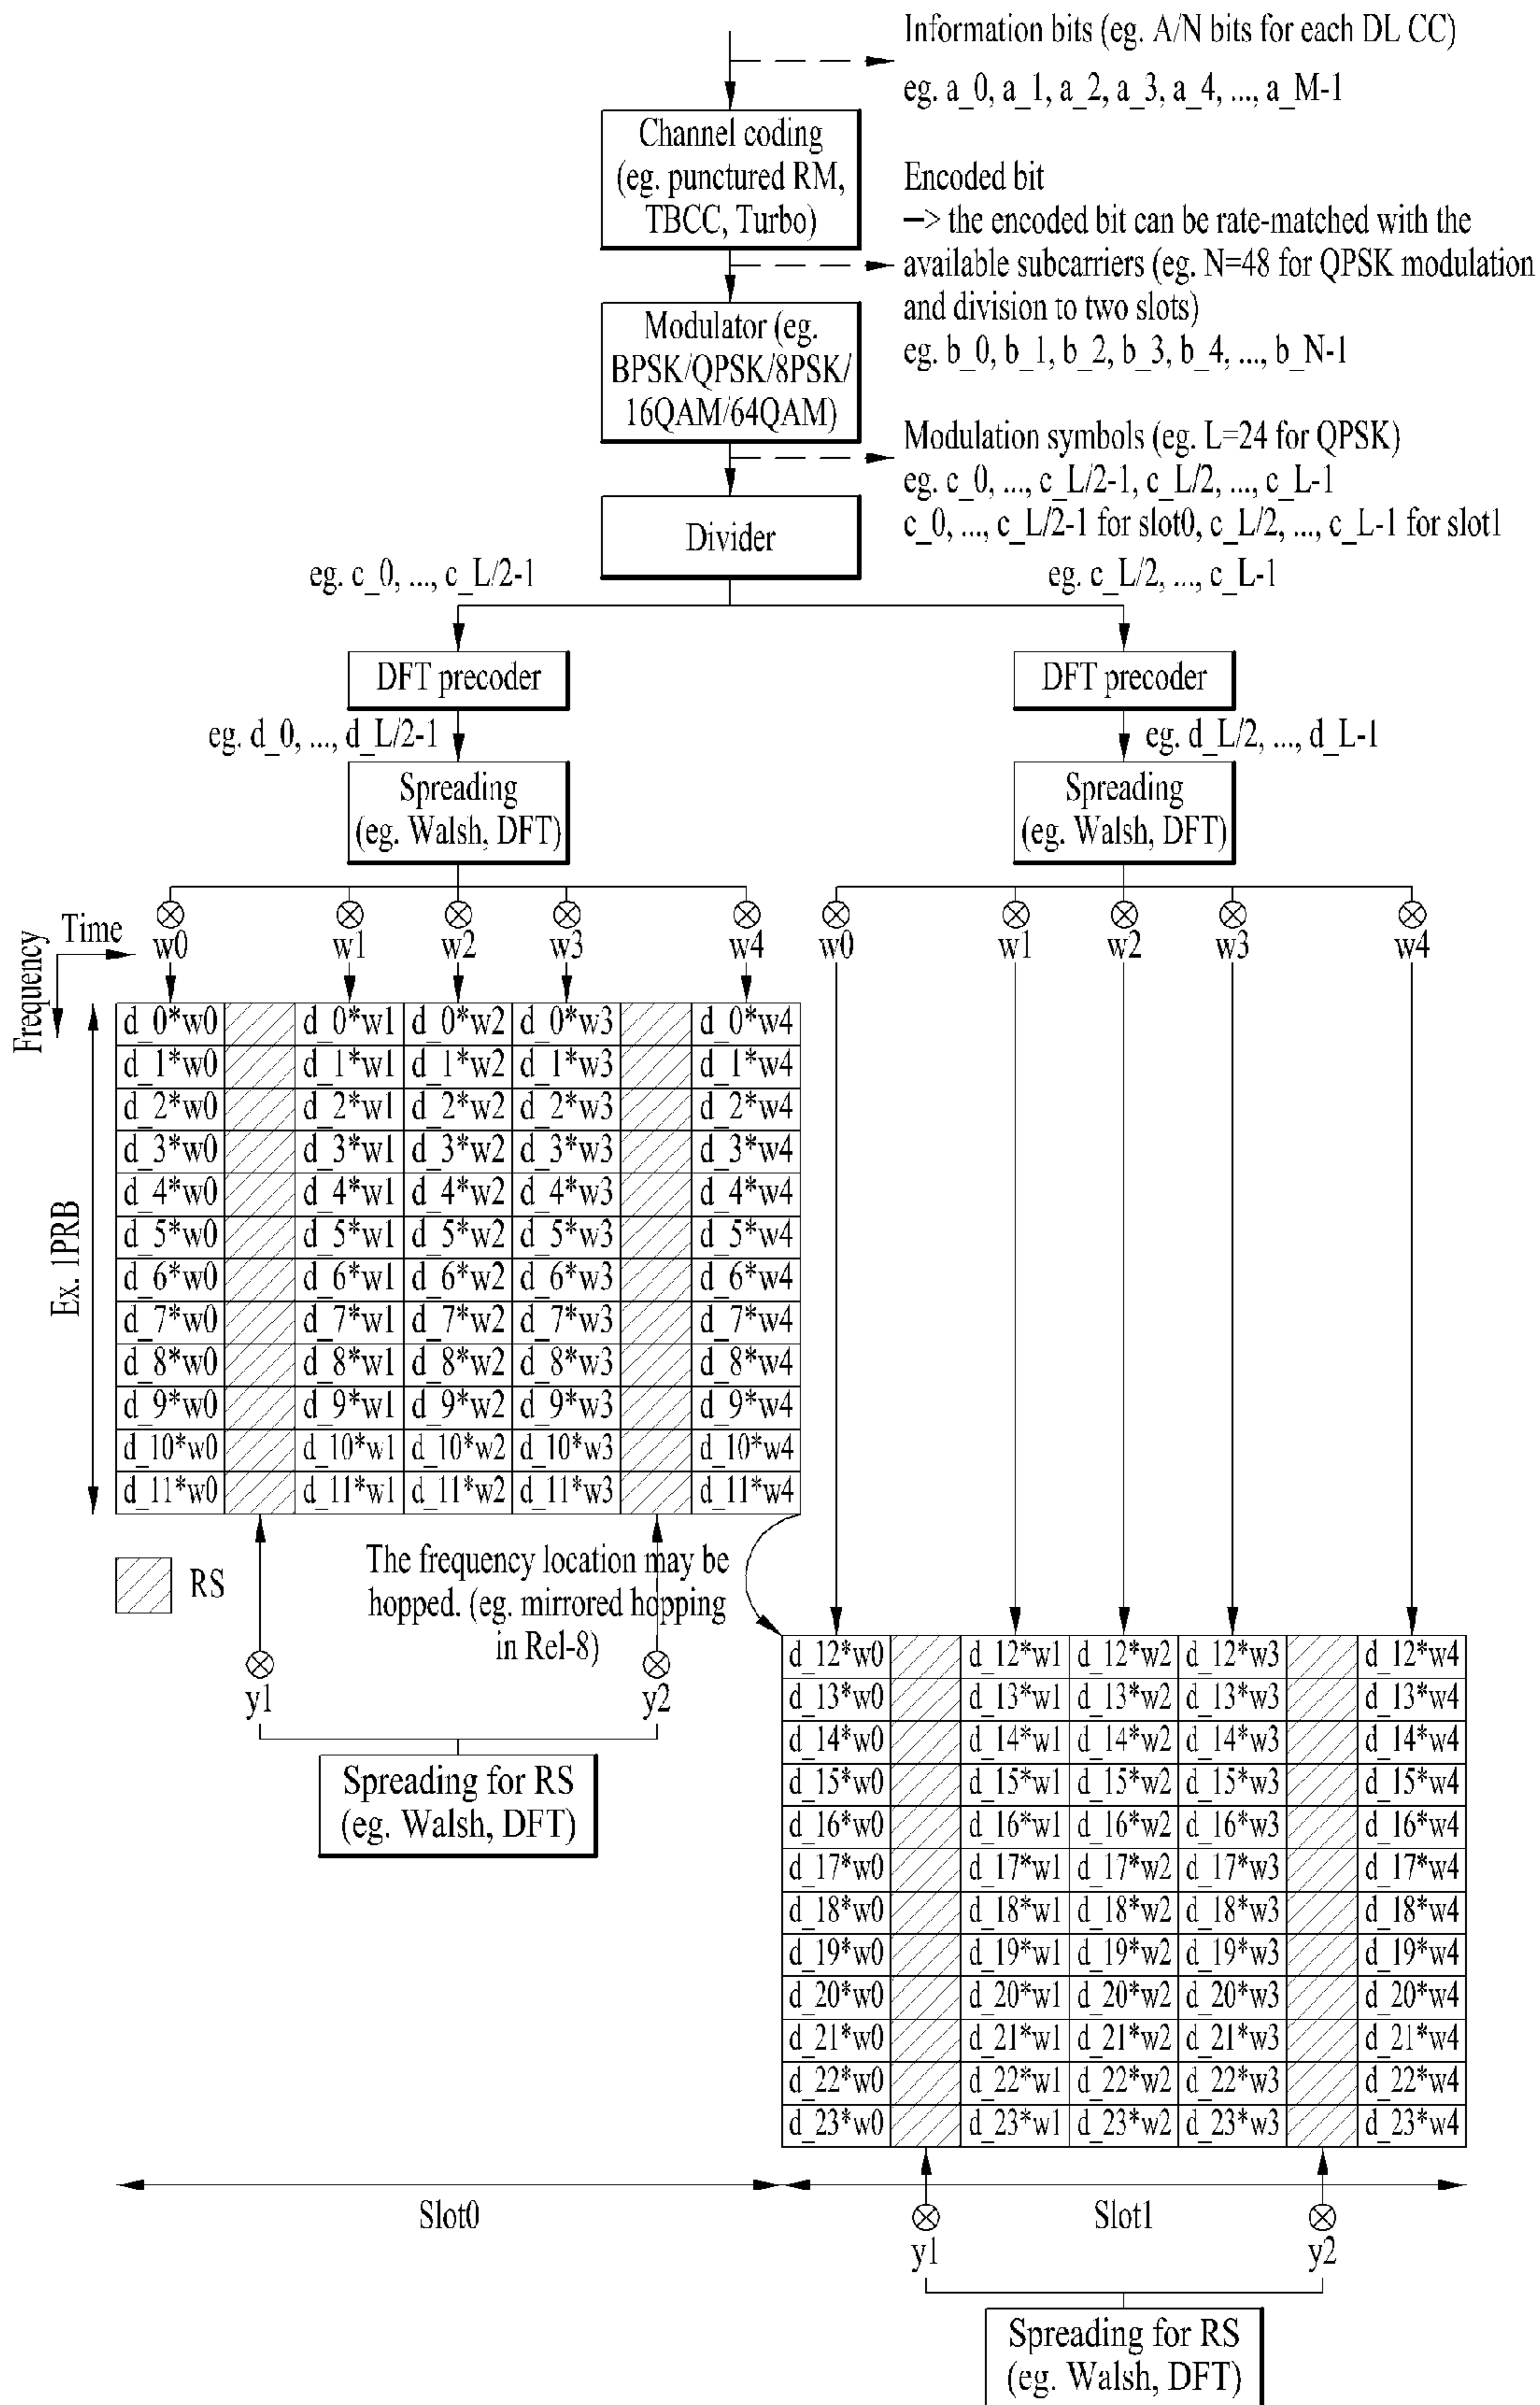 Information bits (eg. A/N bits for each DL CC)
eg. a_0, a_1, a_2, a_3, a_4, ..., a_M-1
Channel coding
(eg. punctured RM,
TBCC, Turbo)
Encoded bit
—> the encoded bit can be rate-matched with the
available subcarriers (eg. N=48 for QPSK modulation
and division to two slots)
eg. b_0, b_1, b_2, b_3, b_4, ..., b_N-1
Modulator (eg.
BPSK/QPSK/8PSK/
16QAM/64QAM)
Modulation symbols (eg. L=24 for QPSK)
eg. c_0, ..., c_L/2-1, c_L/2, ..., c_L-1
c_0, ..., c_L/2-1 for slot0, c_L/2, ..., c_L-1 for slot1
Divider
eg. c_0, ..., c_L/2-1
eg. c_L/2, ..., c_L-1
DFT precoder
DFT precoder
eg. d_0, ..., d_L/2-1
eg. d_L/2, ..., d_L-1
Spreading
(eg. Walsh, DFT)
Spreading
(eg. Walsh, DFT)
Time
Frequency
w0 w1 w2 w3 w4
w0 w1 w2 w3 w4
Ex. 1PRB
d_0*w0 d_0*w1 d_0*w2 d_0*w3 d_0*w4
d_1*w0 d_1*w1 d_1*w2 d_1*w3 d_1*w4
d_2*w0 d_2*w1 d_2*w2 d_2*w3 d_2*w4
d_3*w0 d_3*w1 d_3*w2 d_3*w3 d_3*w4
d_4*w0 d_4*w1 d_4*w2 d_4*w3 d_4*w4
d_5*w0 d_5*w1 d_5*w2 d_5*w3 d_5*w4
d_6*w0 d_6*w1 d_6*w2 d_6*w3 d_6*w4
d_7*w0 d_7*w1 d_7*w2 d_7*w3 d_7*w4
d_8*w0 d_8*w1 d_8*w2 d_8*w3 d_8*w4
d_9*w0 d_9*w1 d_9*w2 d_9*w3 d_9*w4
d_10*w0 d_10*w1 d_10*w2 d_10*w3 d_10*w4
d_11*w0 d_11*w1 d_11*w2 d_11*w3 d_11*w4
RS
The frequency location may be
hopped. (eg. mirrored hopping
in Rel-8)
y1 y2
Spreading for RS
(eg. Walsh, DFT)
d_12*w0 d_12*w1 d_12*w2 d_12*w3 d_12*w4
d_13*w0 d_13*w1 d_13*w2 d_13*w3 d_13*w4
d_14*w0 d_14*w1 d_14*w2 d_14*w3 d_14*w4
d_15*w0 d_15*w1 d_15*w2 d_15*w3 d_15*w4
d_16*w0 d_16*w1 d_16*w2 d_16*w3 d_16*w4
d_17*w0 d_17*w1 d_17*w2 d_17*w3 d_17*w4
d_18*w0 d_18*w1 d_18*w2 d_18*w3 d_18*w4
d_19*w0 d_19*w1 d_19*w2 d_19*w3 d_19*w4
d_20*w0 d_20*w1 d_20*w2 d_20*w3 d_20*w4
d_21*w0 d_21*w1 d_21*w2 d_21*w3 d_21*w4
d_22*w0 d_22*w1 d_22*w2 d_22*w3 d_22*w4
d_23*w0 d_23*w1 d_23*w2 d_23*w3 d_23*w4
Slot0
Slot1
y1 y2
Spreading for RS
(eg. Walsh, DFT)